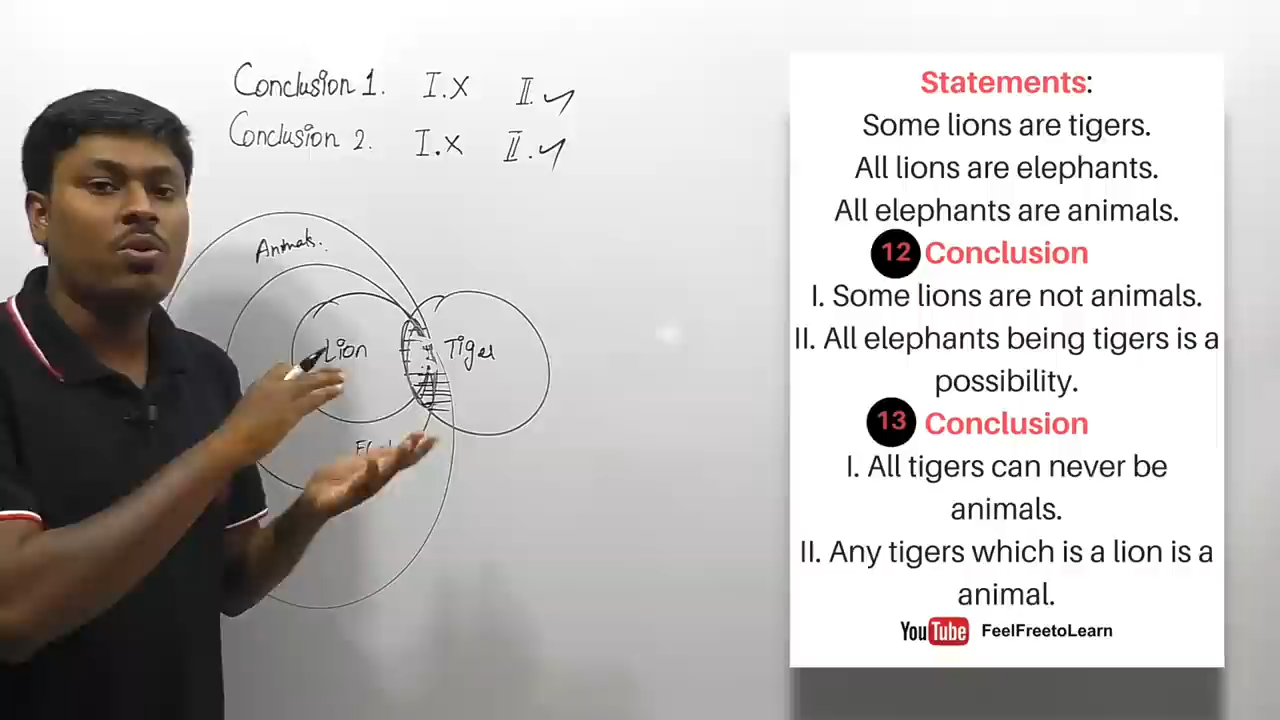 Conclusion 1. I.X II.✓
Conclusion 2. I.X II.✓
Animals.
Lion
Tiger
Statements:
Some lions are tigers.
All lions are elephants.
All elephants are animals.
12 Conclusion
I. Some lions are not animals.
II. All elephants being tigers is a
possibility.
13 Conclusion
I. All tigers can never be
animals.
II. Any tigers which is a lion is a
animal.
YouTube FeelFreetoLearn